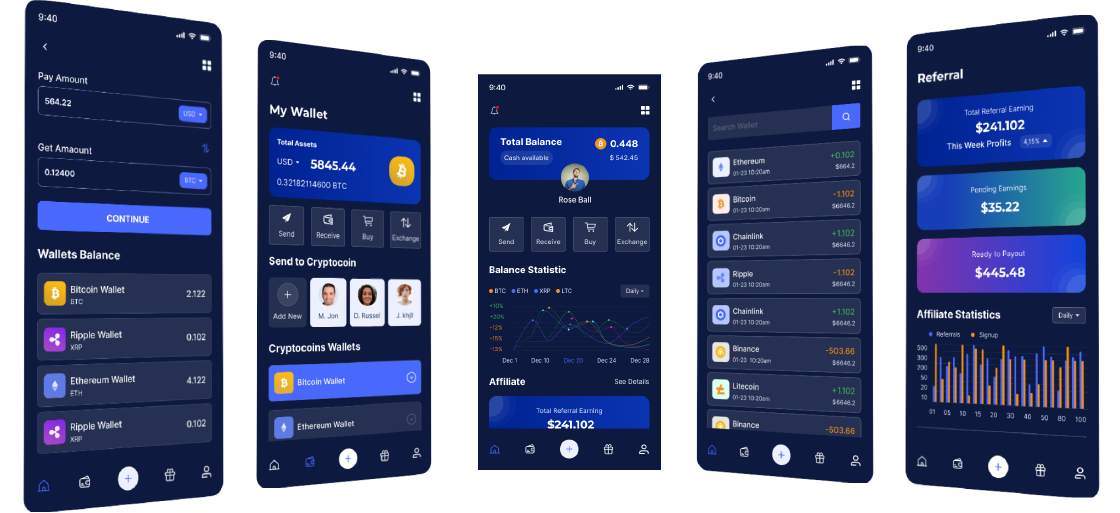 9:40
Pay Amount
564.22
USD
Get Amaount
0.12400
BTC
CONTINUE
Wallets Balance
Bitcoin Wallet
BTC
2.122
Ripple Wallet
XRP
0.102
Ethereum Wallet
ETH
4.122
Ripple Wallet
XRP
0.102
9:40
My Wallet
Total Assets
USD 5845.44
0.32182114600 BTC
Send Receive Buy Exchange
Send to Cryptocoin
Add New M. Jon D. Russel J. khjil
Cryptocoins Wallets
Bitcoin Wallet
Ethereum Wallet
9:40
Total Balance 0.448
Cash available $ 542.45
Rose Ball
Send Receive Buy Exchange
Balance Statistic
BTC ETH XRP LTC Daily
+10%
+20%
-12%
-15%
-13%
Dec 1 Dec 10 Dec 20 Dec 24 Dec 28
Affiliate See Details
Total Referral Earning
$241.102
9:40
Search Wallet
Ethereum +0.102
01-23 10:20am $664.2
Bitcoin -1.102
01-23 10:20am $6646.2
Chainlink +1.102
01-23 10:20am $6646.2
Ripple -1.102
01-23 10:20am $6646.2
Chainlink +1.102
01-23 10:20am $6646.2
Binance -503.66
01-23 10:20am $6646.2
Litecoin +1.102
01-23 10:20am $6646.2
Binance -503.66
9:40
Referral
Total Referral Earning
$241.102
This Week Profits 4,15%
Pending Earnings
$35.22
Ready to Payout
$445.48
Affiliate Statistics Daily
Referrals Signup
500
300
200
50
20
10
01 05 10 15 20 30 40 50 80 100